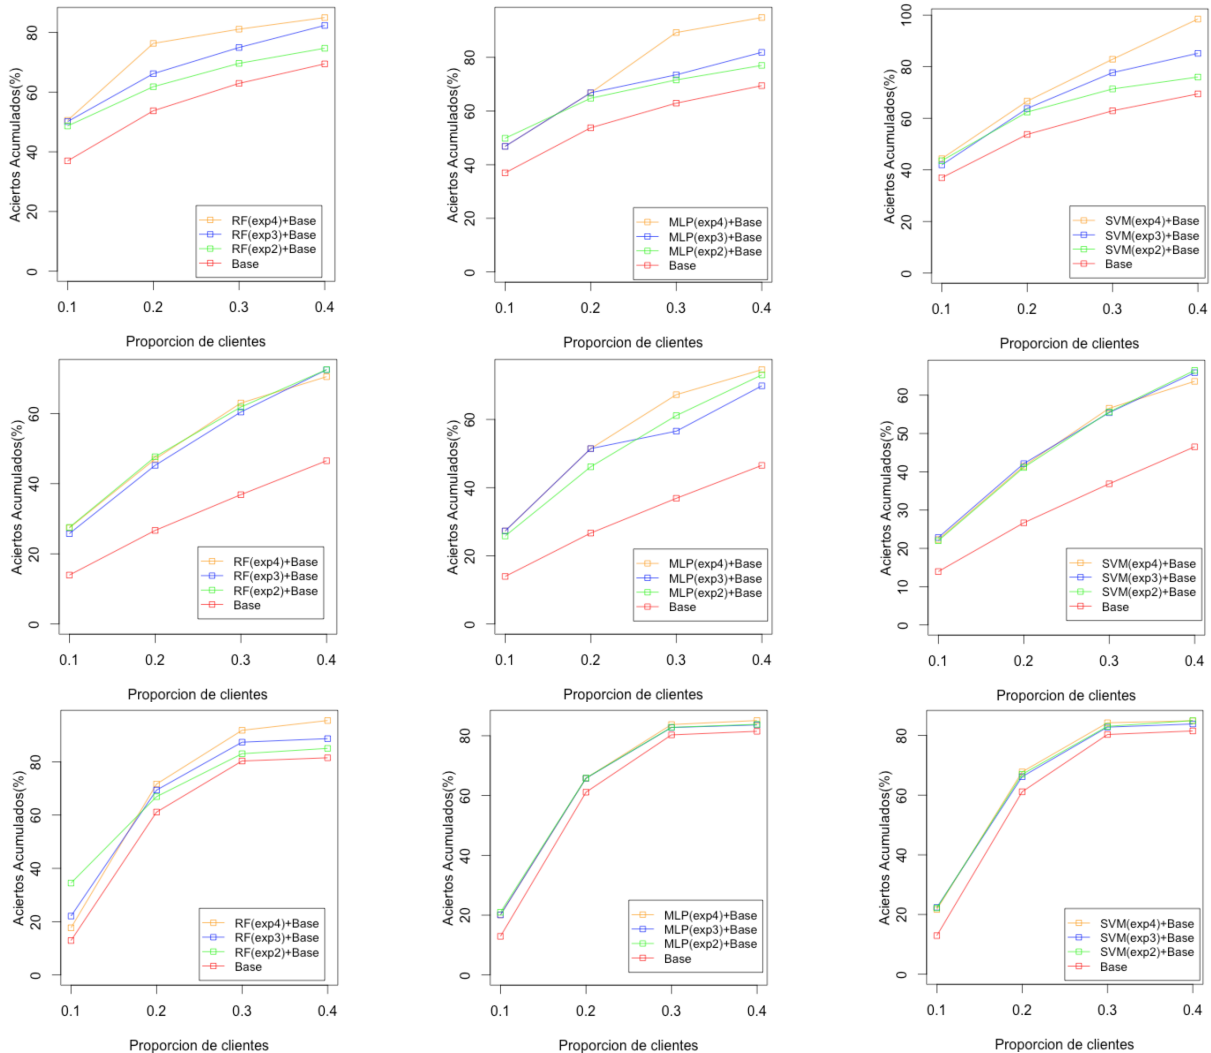 Aciertos Acumulados(%)
0 20 40 60 80
RF(exp4)+Base
RF(exp3)+Base
RF(exp2)+Base
Base
0.1 0.2 0.3 0.4
Proporcion de clientes
Aciertos Acumulados(%)
0 20 40 60 80
MLP(exp4)+Base
MLP(exp3)+Base
MLP(exp2)+Base
Base
0.1 0.2 0.3 0.4
Proporcion de clientes
Aciertos Acumulados(%)
0 20 40 60 80 100
SVM(exp4)+Base
SVM(exp3)+Base
SVM(exp2)+Base
Base
0.1 0.2 0.3 0.4
Proporcion de clientes
Aciertos Acumulados(%)
0 20 40 60
RF(exp4)+Base
RF(exp3)+Base
RF(exp2)+Base
Base
0.1 0.2 0.3 0.4
Proporcion de clientes
Aciertos Acumulados(%)
0 20 40 60
MLP(exp4)+Base
MLP(exp3)+Base
MLP(exp2)+Base
Base
0.1 0.2 0.3 0.4
Proporcion de clientes
Aciertos Acumulados(%)
0 10 20 30 40 50 60
SVM(exp4)+Base
SVM(exp3)+Base
SVM(exp2)+Base
Base
0.1 0.2 0.3 0.4
Proporcion de clientes
Aciertos Acumulados(%)
0 20 40 60 80
RF(exp4)+Base
RF(exp3)+Base
RF(exp2)+Base
Base
0.1 0.2 0.3 0.4
Proporcion de clientes
Aciertos Acumulados(%)
0 20 40 60 80
MLP(exp4)+Base
MLP(exp3)+Base
MLP(exp2)+Base
Base
0.1 0.2 0.3 0.4
Proporcion de clientes
Aciertos Acumulados(%)
0 20 40 60 80
SVM(exp4)+Base
SVM(exp3)+Base
SVM(exp2)+Base
Base
0.1 0.2 0.3 0.4
Proporcion de clientes